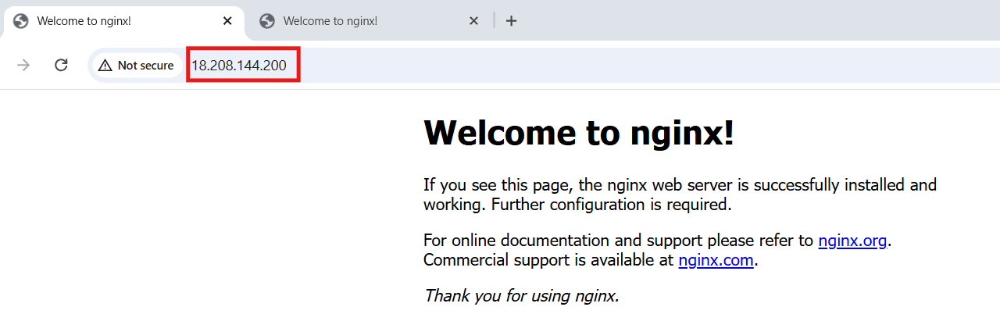 Welcome to nginx!
Welcome to nginx!
Not secure
18.208.144.200
Welcome to nginx!
If you see this page, the nginx web server is successfully installed and
working. Further configuration is required.
For online documentation and support please refer to nginx.org.
Commercial support is available at nginx.com.
Thank you for using nginx.